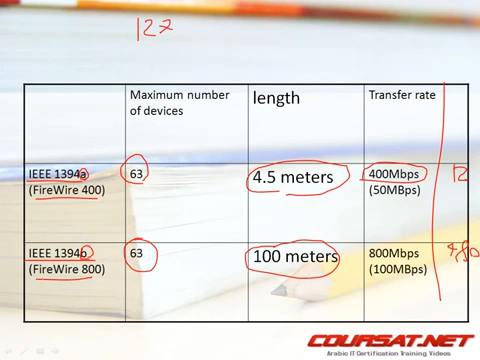 127
Maximum number of devices
length
Transfer rate
IEEE 1394a
(FireWire 400)
63
4.5 meters
400Mbps
(50MBps)
12
IEEE 1394b
(FireWire 800)
63
100 meters
800Mbps
(100MBps)
480
COURSAT.NET
Arabic IT Certification Training Videos